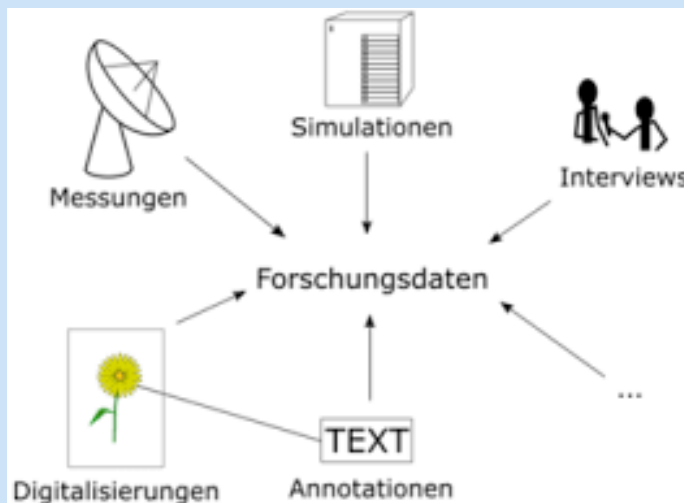 Simulationen
Interviews
Messungen
Forschungsdaten
...
TEXT
Digitalisierungen
Annotationen